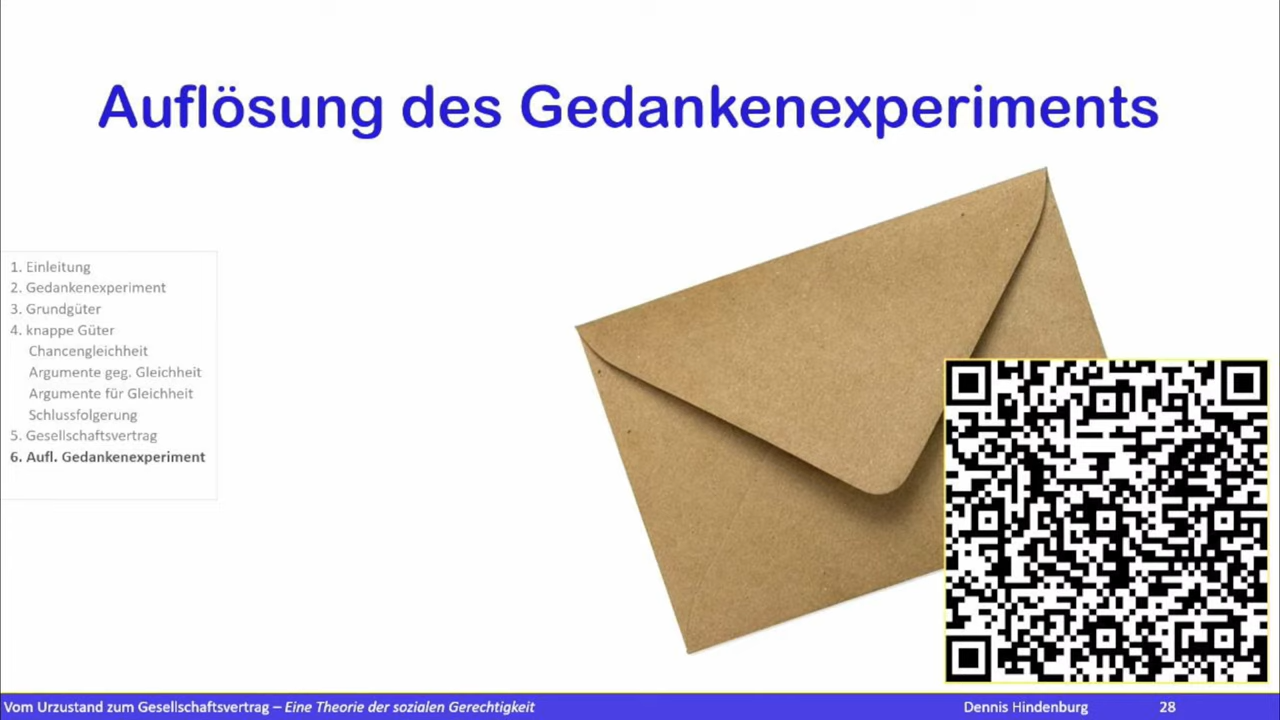 Auflösung des Gedankenexperiments
1. Einleitung
2. Gedankenexperiment
3. Grundgüter
4. knappe Güter
Chancengleichheit
Argumente geg. Gleichheit
Argumente für Gleichheit
Schlussfolgerung
5. Gesellschaftsvertrag
6. Aufl. Gedankenexperiment
Vom Urzustand zum Gesellschaftsvertrag – Eine Theorie der sozialen Gerechtigkeit
Dennis Hindenburg
28